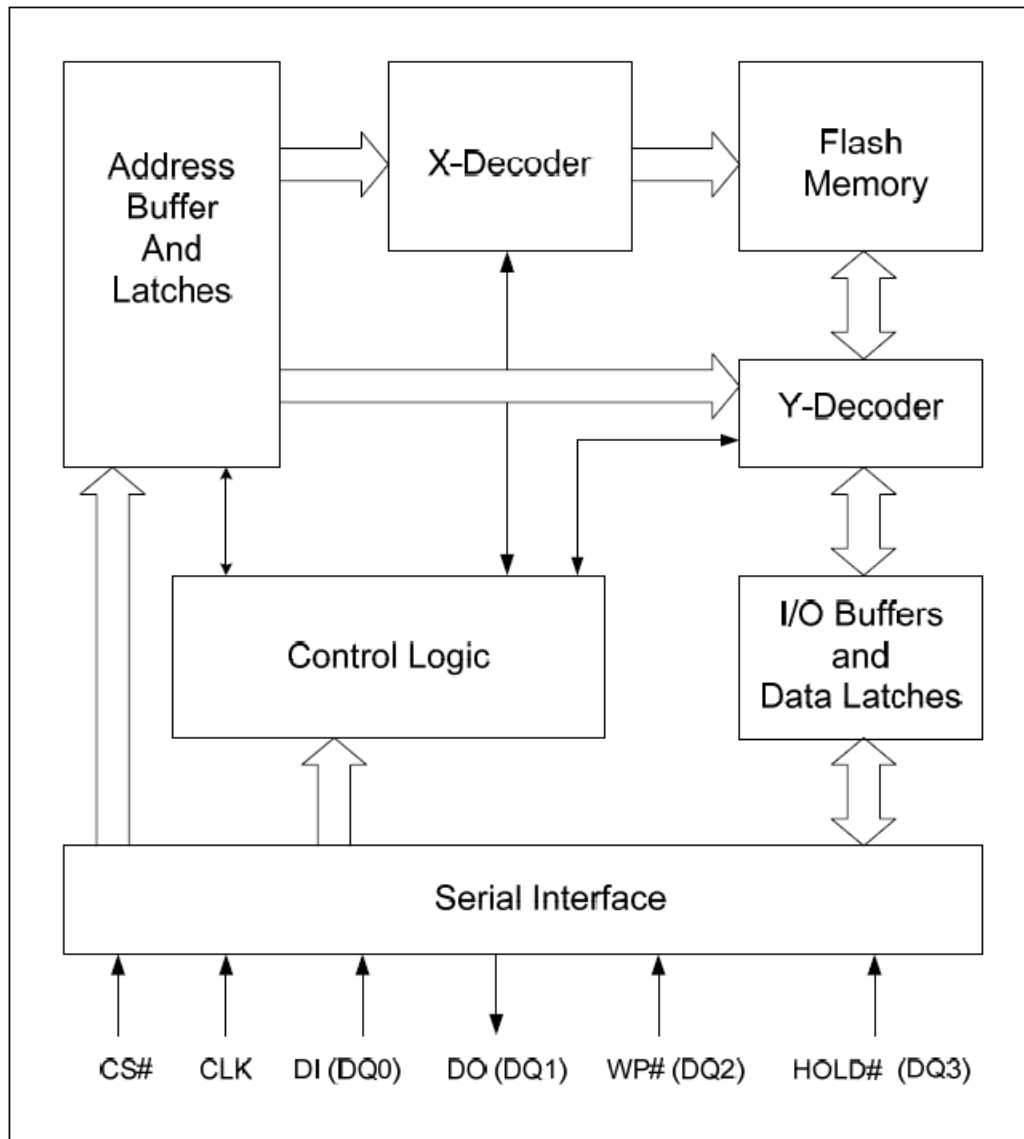 Address
Buffer
And
Latches
X-Decoder
Flash
Memory
Y-Decoder
Control Logic
I/O Buffers
and
Data Latches
Serial Interface
CS#
CLK
DI (DQ0)
DO (DQ1)
WP# (DQ2)
HOLD# (DQ3)